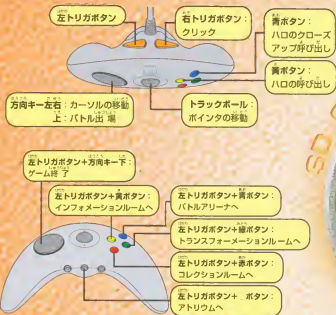 左トリガボタン
右トリガボタン：
クリック
青ボタン：
ハロのクローズ
アップ呼び出し
黄ボタン：
ハロの呼び出し
方向キー左右：カーソルの移動
上：バトル出場
トラックボール：
ポインタの移動
左トリガボタン+方向キー下：
ゲーム終了
左トリガボタン+黄ボタン：
インフォメーションルームへ
左トリガボタン+青ボタン：
バトルアリーナへ
左トリガボタン+緑ボタン：
トランスフォーメーションルームへ
左トリガボタン+赤ボタン：
コレクションルームへ
左トリガボタン+ ボタン：
アトリウムへ